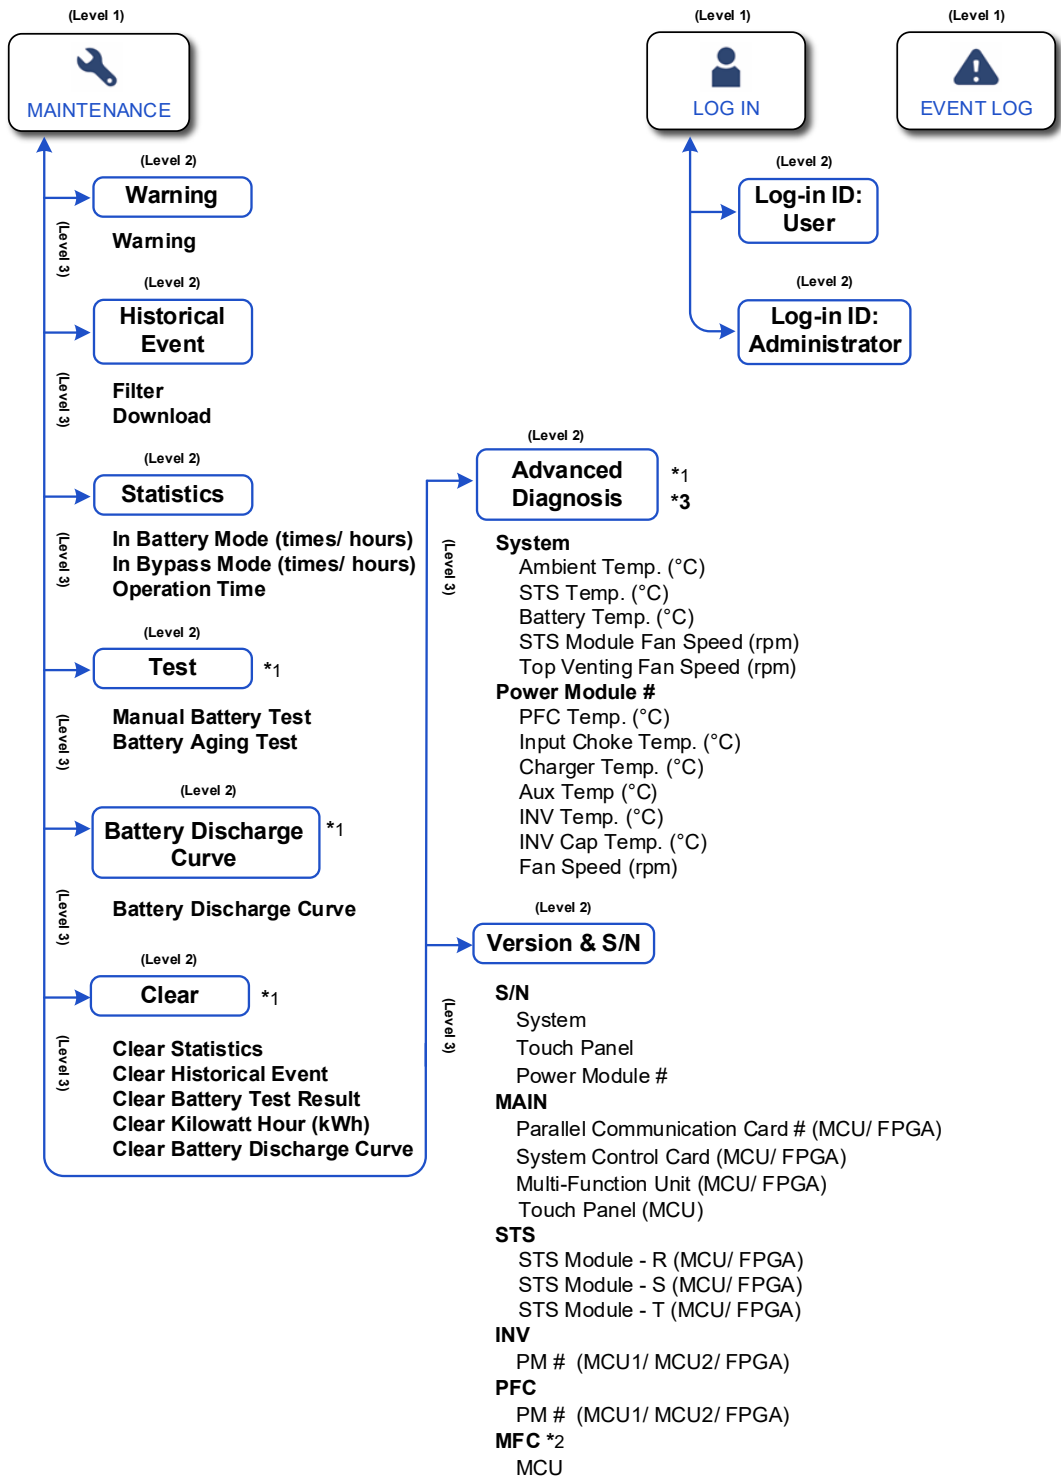 (Level 1)
MAINTENANCE
(Level 2)
Warning
(Level 3)
Warning
(Level 2)
Historical
Event
(Level 3)
Filter
Download
(Level 2)
Statistics
(Level 3)
In Battery Mode (times/ hours)
In Bypass Mode (times/ hours)
Operation Time
(Level 2)
Test *1
(Level 3)
Manual Battery Test
Battery Aging Test
(Level 2)
Battery Discharge
Curve
*1
(Level 3)
Battery Discharge Curve
(Level 2)
Clear *1
(Level 3)
Clear Statistics
Clear Historical Event
Clear Battery Test Result
Clear Kilowatt Hour (kWh)
Clear Battery Discharge Curve
(Level 2)
Advanced
Diagnosis
*1
*3
(Level 3)
System
Ambient Temp. (°C)
STS Temp. (°C)
Battery Temp. (°C)
STS Module Fan Speed (rpm)
Top Venting Fan Speed (rpm)
Power Module #
PFC Temp. (°C)
Input Choke Temp. (°C)
Charger Temp. (°C)
Aux Temp (°C)
INV Temp. (°C)
INV Cap Temp. (°C)
Fan Speed (rpm)
(Level 2)
Version & S/N
(Level 3)
S/N
System
Touch Panel
Power Module #
MAIN
Parallel Communication Card # (MCU/ FPGA)
System Control Card (MCU/ FPGA)
Multi-Function Unit (MCU/ FPGA)
Touch Panel (MCU)
STS
STS Module - R (MCU/ FPGA)
STS Module - S (MCU/ FPGA)
STS Module - T (MCU/ FPGA)
INV
PM # (MCU1/ MCU2/ FPGA)
PFC
PM # (MCU1/ MCU2/ FPGA)
MFC *2
MCU
(Level 1)
LOG IN
(Level 2)
Log-in ID:
User
(Level 2)
Log-in ID:
Administrator
(Level 1)
EVENT LOG